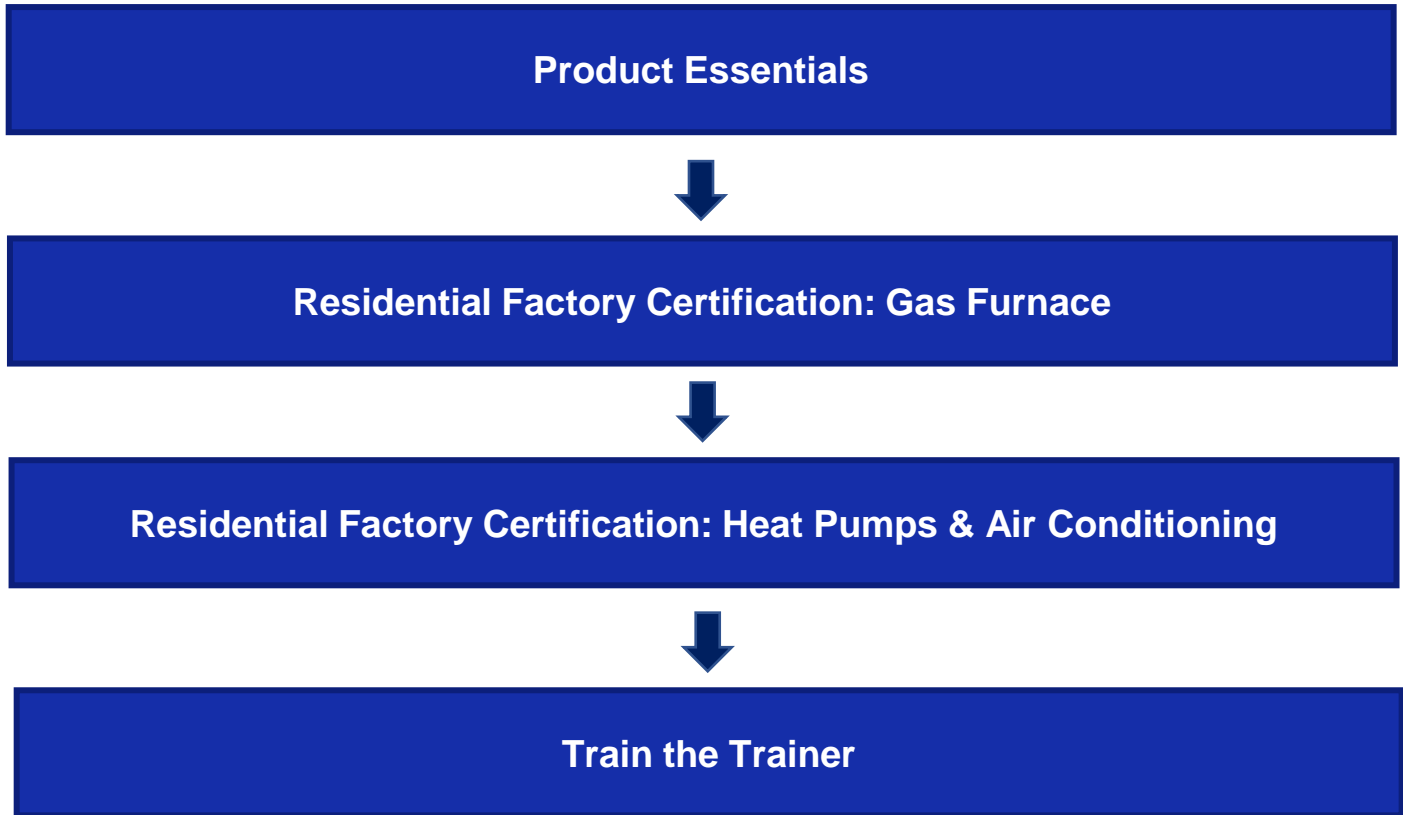 Product Essentials
Residential Factory Certification: Gas Furnace
Residential Factory Certification: Heat Pumps & Air Conditioning
Train the Trainer